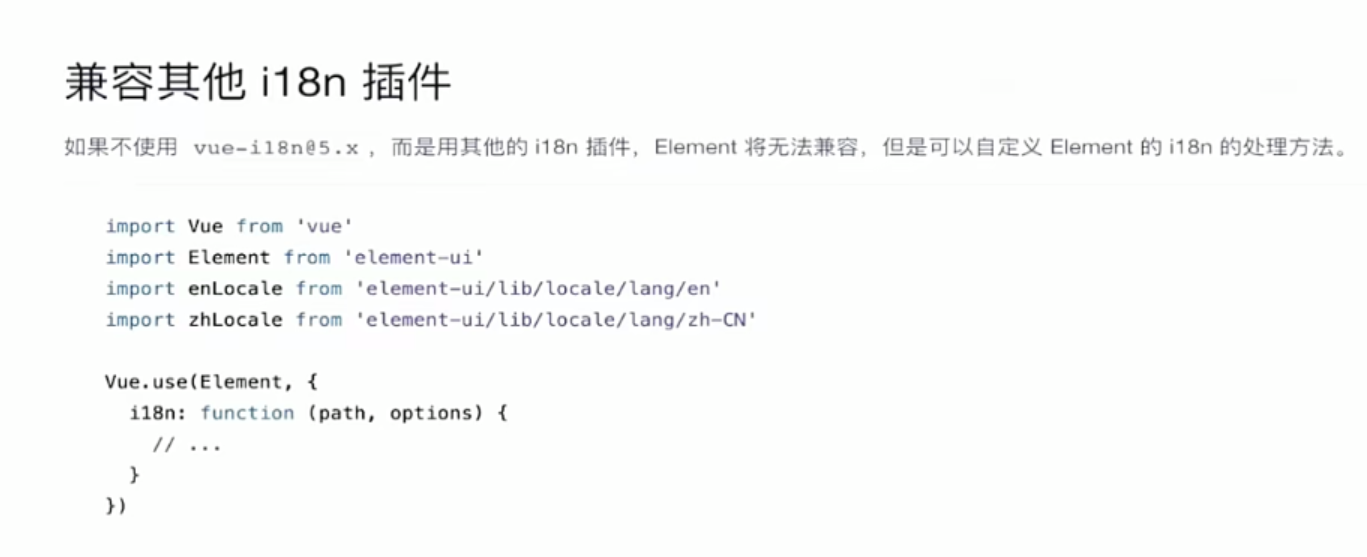 兼容其他 i18n 插件
如果不使用 vue-i18n@5.x ，而是用其他的 i18n 插件，Element 将无法兼容，但是可以自定义 Element 的 i18n 的处理方法。
import Vue from 'vue'
import Element from 'element-ui'
import enLocale from 'element-ui/lib/locale/lang/en'
import zhLocale from 'element-ui/lib/locale/lang/zh-CN'
Vue.use(Element, {
  i18n: function (path, options) {
    // ...
  }
})